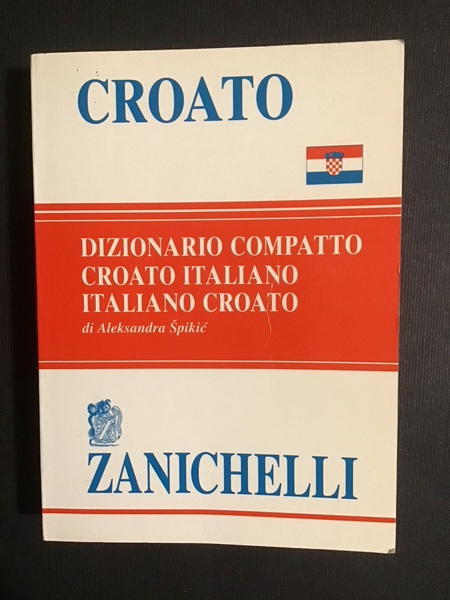 CROATO
DIZIONARIO COMPATTO
CROATO ITALIANO
ITALIANO CROATO
di Aleksandra Špikić
ZANICHELLI